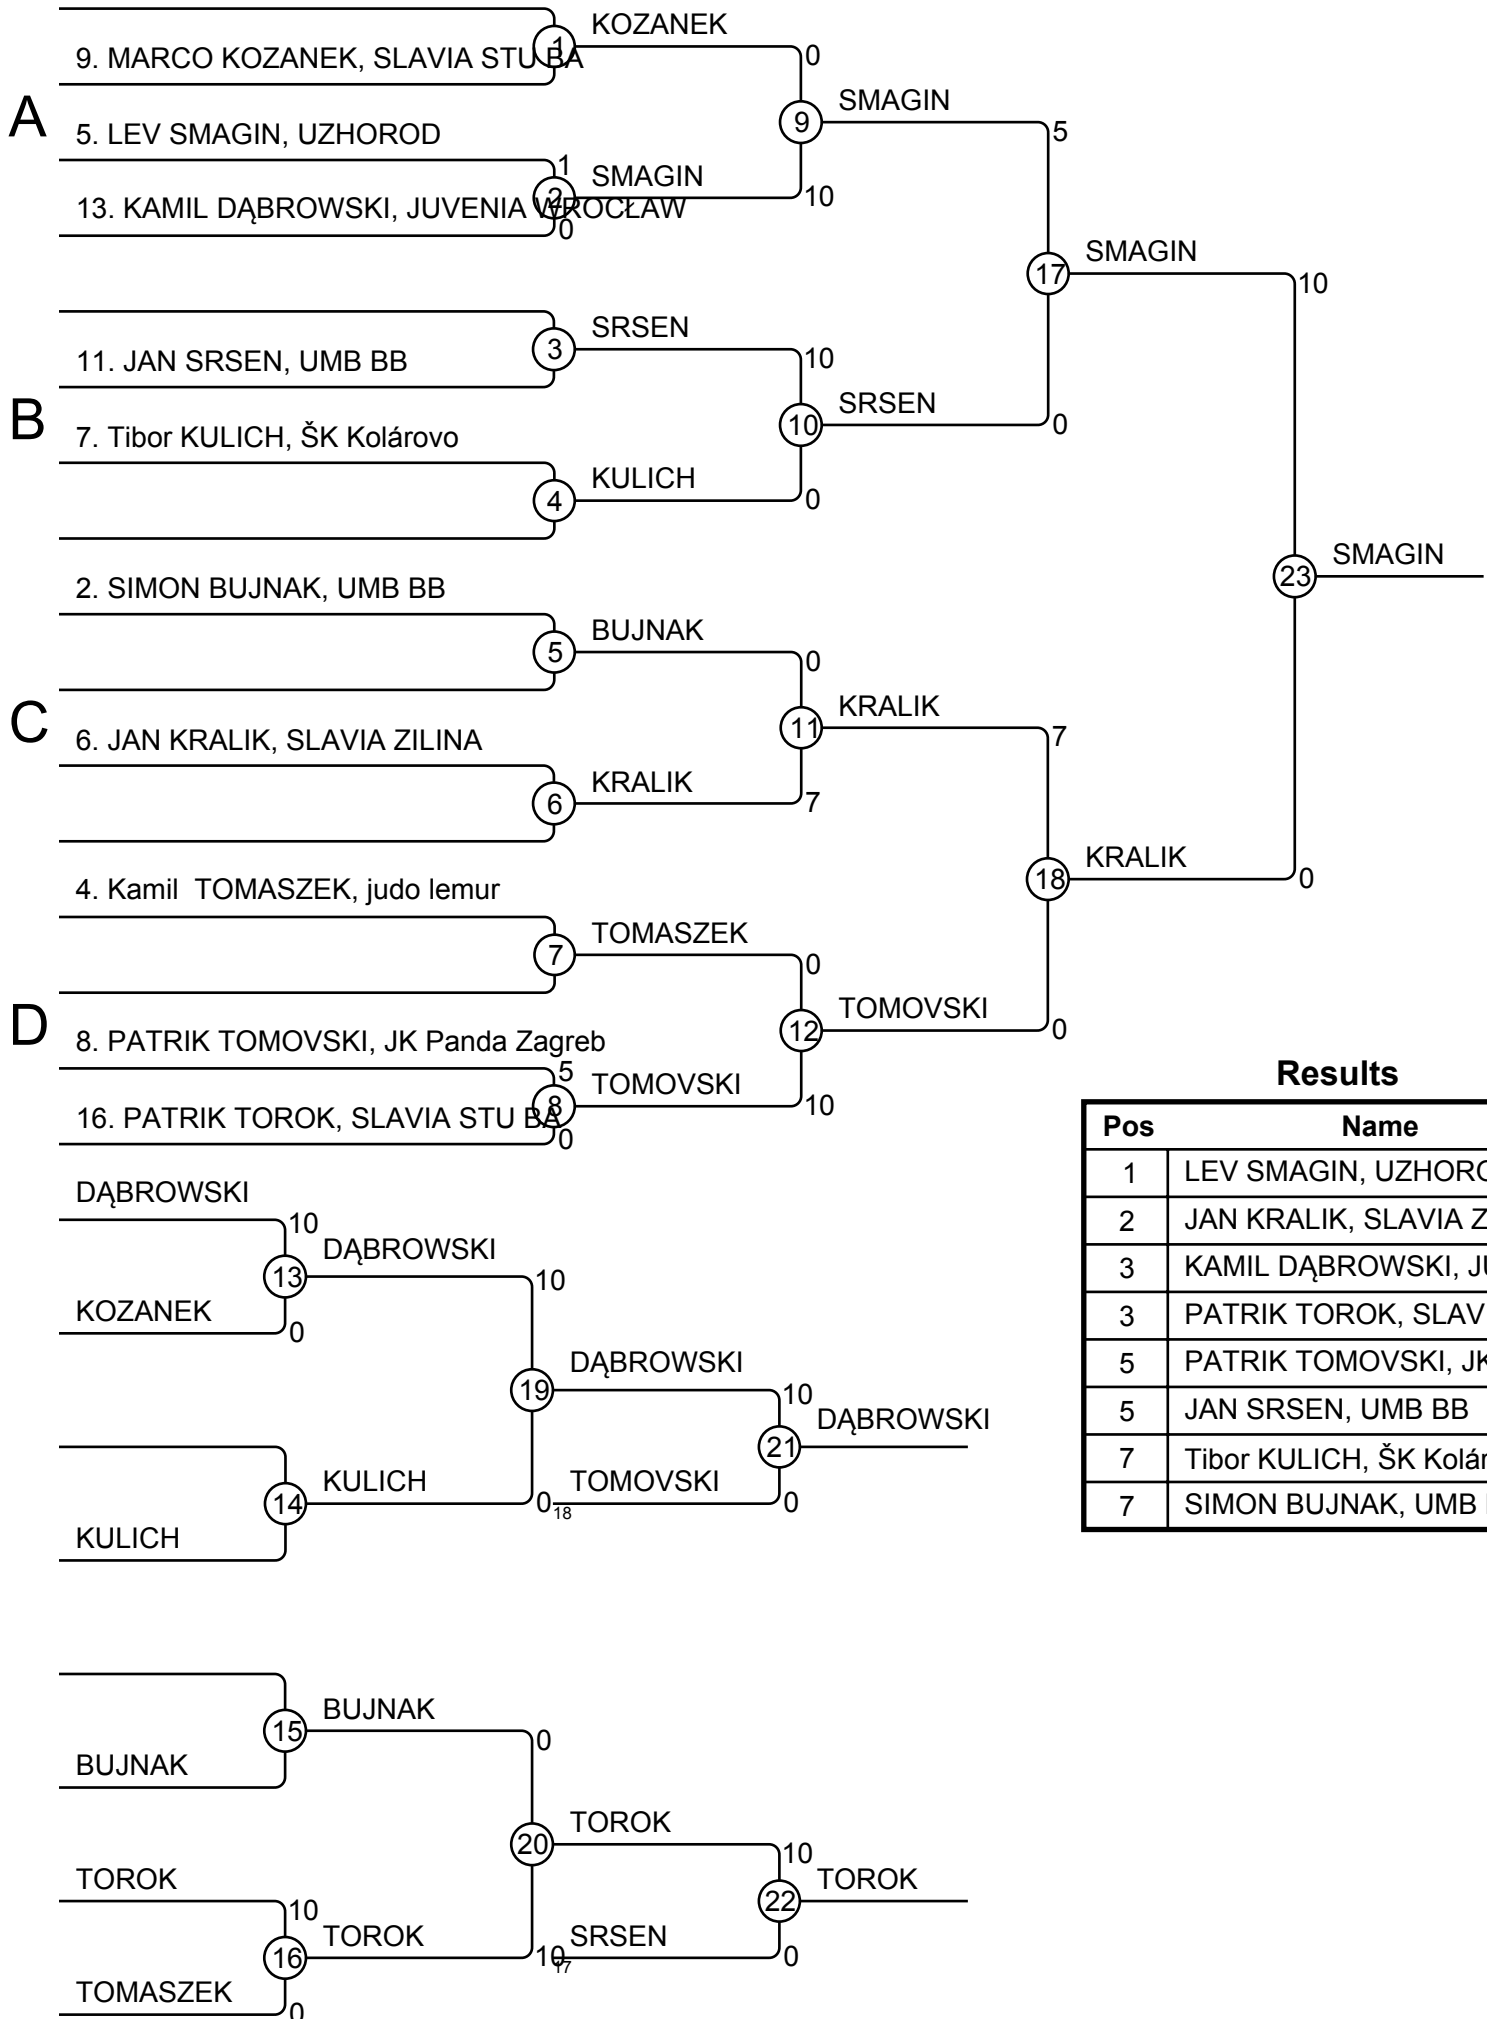 KOZANEK
1
9. MARCO KOZANEK, SLAVIA STU BA
0
A
SMAGIN
9
5
5. LEV SMAGIN, UZHOROD
1
SMAGIN
2
10
13. KAMIL DĄBROWSKI, JUVENIA WROCŁAW
0
SMAGIN
17
10
SRSEN
3
10
11. JAN SRSEN, UMB BB
SRSEN
B
10
0
7. Tibor KULICH, ŠK Kolárovo
KULICH
4
0
SMAGIN
23
2. SIMON BUJNAK, UMB BB
BUJNAK
5
0
KRALIK
C
11
7
6. JAN KRALIK, SLAVIA ZILINA
KRALIK
6
7
KRALIK
18
0
4. Kamil  TOMASZEK, judo lemur
TOMASZEK
7
0
TOMOVSKI
D
12
0
8. PATRIK TOMOVSKI, JK Panda Zagreb
5
TOMOVSKI
8
10
16. PATRIK TOROK, SLAVIA STU BA
0
Results
Pos Name
1 LEV SMAGIN, UZHORO
2 JAN KRALIK, SLAVIA Z
3 KAMIL DĄBROWSKI, JU
3 PATRIK TOROK, SLAV
5 PATRIK TOMOVSKI, JK
5 JAN SRSEN, UMB BB
7 Tibor KULICH, ŠK Kolár
7 SIMON BUJNAK, UMB
DĄBROWSKI
10
DĄBROWSKI
13
10
KOZANEK
0
DĄBROWSKI
19
10
DĄBROWSKI
21
KULICH
14
0
18
TOMOVSKI
0
KULICH
BUJNAK
15
0
BUJNAK
TOROK
20
10
TOROK
22
TOROK
10
TOROK
16
10
17
SRSEN
0
TOMASZEK
0